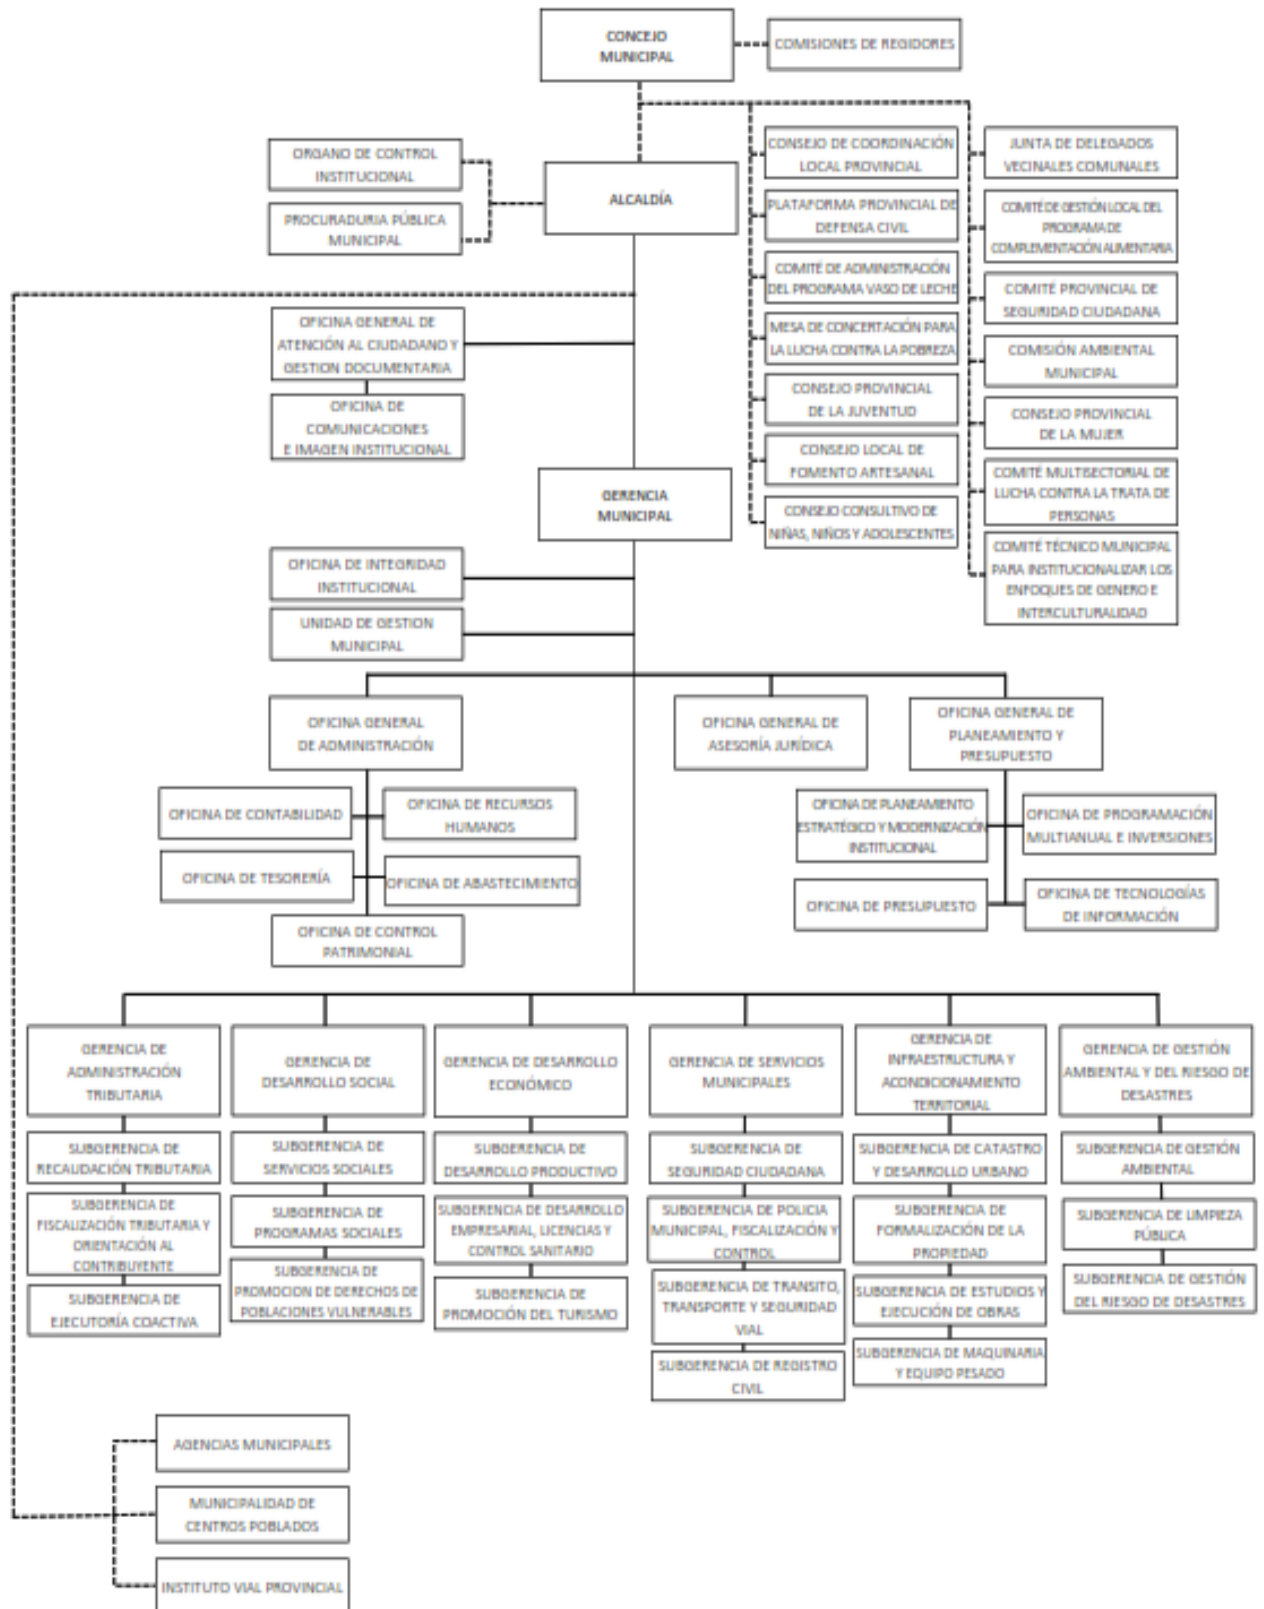 CONCEJO
MUNICIPAL
COMISIONES DE REGIDORES
ORGANO DE CONTROL
INSTITUCIONAL
PROCURADURIA PÚBLICA
MUNICIPAL
ALCALDÍA
CONSEJO DE COORDINACIÓN
LOCAL PROVINCIAL
PLATAFORMA PROVINCIAL DE
DEFENSA CIVIL
COMITÉ DE ADMINISTRACIÓN
DEL PROGRAMA VASO DE LECHE
MESA DE CONCERTACIÓN PARA
LA LUCHA CONTRA LA POBREZA
CONSEJO PROVINCIAL
DE LA JUVENTUD
CONSEJO LOCAL DE
FOMENTO ARTESANAL
CONSEJO CONSULTIVO DE
NIÑAS, NIÑOS Y ADOLESCENTES
JUNTA DE DELEGADOS
VECINALES COMUNALES
COMITÉ DE GESTIÓN LOCAL DEL
PROGRAMA DE
COMPLEMENTACIÓN ALIMENTARIA
COMITÉ PROVINCIAL DE
SEGURIDAD CIUDADANA
COMISIÓN AMBIENTAL
MUNICIPAL
CONSEJO PROVINCIAL
DE LA MUJER
COMITÉ MULTISECTORIAL DE
LUCHA CONTRA LA TRATA DE
PERSONAS
COMITÉ TÉCNICO MUNICIPAL
PARA INSTITUCIONALIZAR LOS
ENFOQUES DE GENERO E
INTERCULTURALIDAD
OFICINA GENERAL DE
ATENCIÓN AL CIUDADANO Y
GESTION DOCUMENTARIA
OFICINA DE
COMUNICACIONES
E IMAGEN INSTITUCIONAL
GERENCIA
MUNICIPAL
OFICINA DE INTEGRIDAD
INSTITUCIONAL
UNIDAD DE GESTION
MUNICIPAL
OFICINA GENERAL
DE ADMINISTRACIÓN
OFICINA GENERAL DE
ASESORÍA JURÍDICA
OFICINA GENERAL DE
PLANEAMIENTO Y
PRESUPUESTO
OFICINA DE CONTABILIDAD
OFICINA DE RECURSOS
HUMANOS
OFICINA DE TESORERÍA
OFICINA DE ABASTECIMIENTO
OFICINA DE CONTROL
PATRIMONIAL
OFICINA DE PLANEAMIENTO
ESTRATÉGICO Y MODERNIZACIÓN
INSTITUCIONAL
OFICINA DE PROGRAMACIÓN
MULTIANUAL E INVERSIONES
OFICINA DE PRESUPUESTO
OFICINA DE TECNOLOGÍAS
DE INFORMACIÓN
GERENCIA DE
ADMINISTRACIÓN
TRIBUTARIA
SUBGERENCIA DE
RECAUDACIÓN TRIBUTARIA
SUBGERENCIA DE
FISCALIZACIÓN TRIBUTARIA Y
ORIENTACIÓN AL
CONTRIBUYENTE
SUBGERENCIA DE
EJECUTORÍA COACTIVA
GERENCIA DE
DESARROLLO SOCIAL
SUBGERENCIA DE
SERVICIOS SOCIALES
SUBGERENCIA DE
PROGRAMAS SOCIALES
SUBGERENCIA DE
PROMOCION DE DERECHOS DE
POBLACIONES VULNERABLES
GERENCIA DE DESARROLLO
ECONÓMICO
SUBGERENCIA DE
DESARROLLO PRODUCTIVO
SUBGERENCIA DE DESARROLLO
EMPRESARIAL, LICENCIAS Y
CONTROL SANITARIO
SUBGERENCIA DE
PROMOCIÓN DEL TURISMO
GERENCIA DE SERVICIOS
MUNICIPALES
SUBGERENCIA DE
SEGURIDAD CIUDADANA
SUBGERENCIA DE POLICIA
MUNICIPAL, FISCALIZACIÓN Y
CONTROL
SUBGERENCIA DE TRANSITO,
TRANSPORTE Y SEGURIDAD
VIAL
SUBGERENCIA DE REGISTRO
CIVIL
GERENCIA DE
INFRAESTRUCTURA Y
ACONDICIONAMIENTO
TERRITORIAL
SUBGERENCIA DE CATASTRO
Y DESARROLLO URBANO
SUBGERENCIA DE
FORMALIZACIÓN DE LA
PROPIEDAD
SUBGERENCIA DE ESTUDIOS Y
EJECUCIÓN DE OBRAS
SUBGERENCIA DE MAQUINARIA
Y EQUIPO PESADO
GERENCIA DE GESTIÓN
AMBIENTAL Y DEL RIESGO DE
DESASTRES
SUBGERENCIA DE GESTIÓN
AMBIENTAL
SUBGERENCIA DE LIMPIEZA
PÚBLICA
SUBGERENCIA DE GESTIÓN
DEL RIESGO DE DESASTRES
AGENCIAS MUNICIPALES
MUNICIPALIDAD DE
CENTROS POBLADOS
INSTITUTO VIAL PROVINCIAL